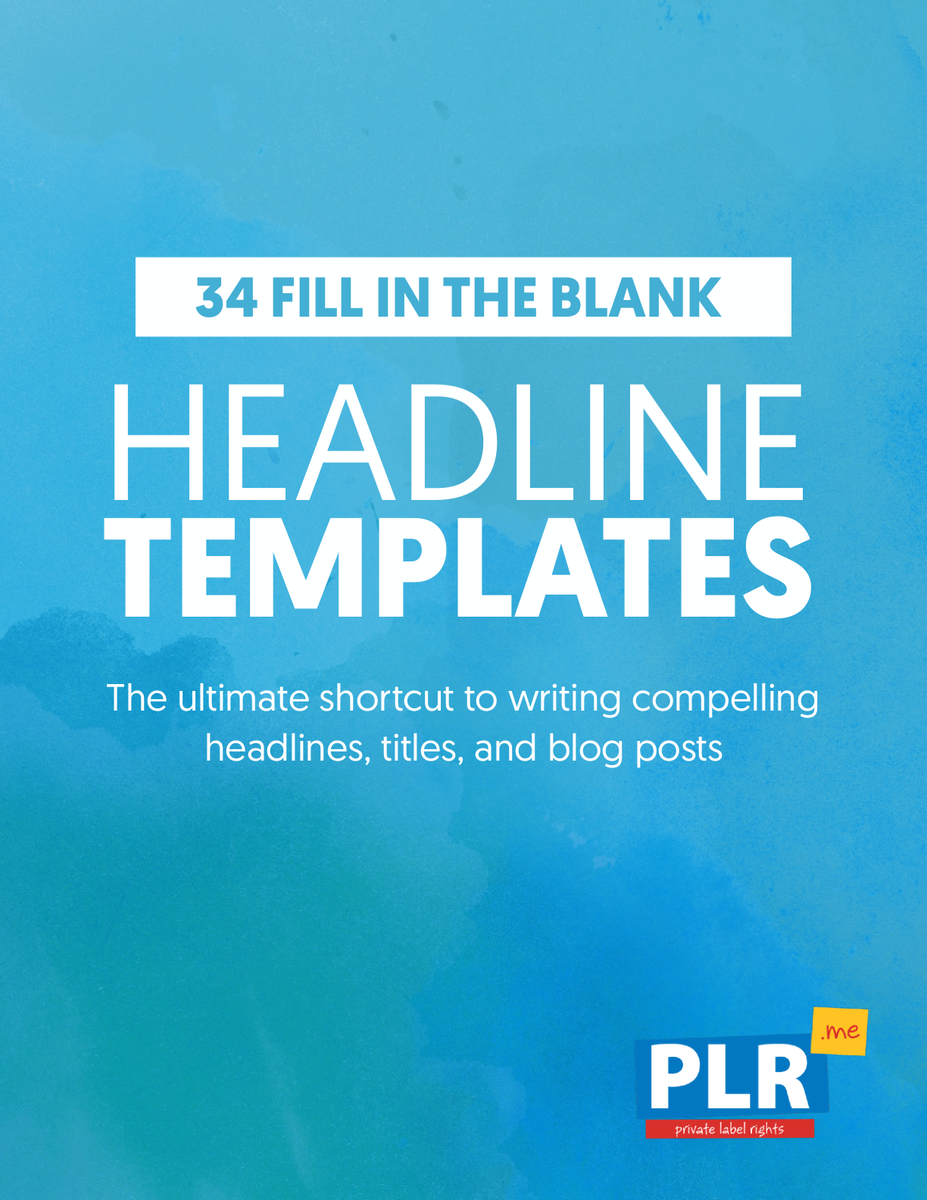 34 FILL IN THE BLANK
HEADLINE
TEMPLATES
The ultimate shortcut to writing compelling
headlines, titles, and blog posts
.me
PLR
private label rights